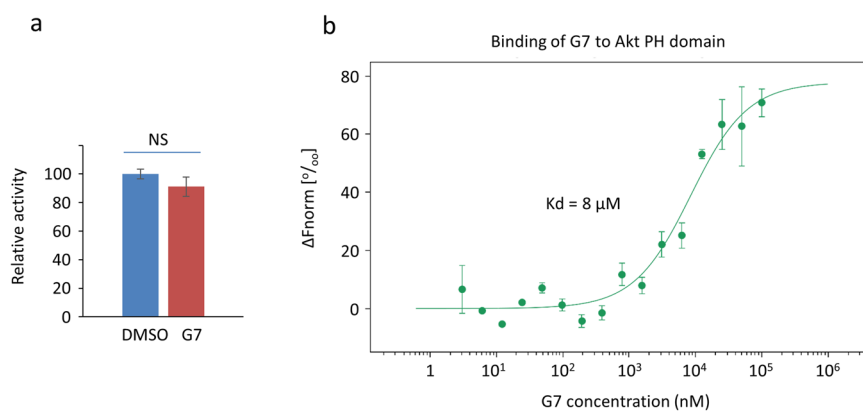 a
NS
Relative activity
100
80
60
40
20
0
DMSO G7
b
Binding of G7 to Akt PH domain
ΔFnorm [º/ₒₒ]
80
60
40
20
0
Kd = 8 µM
1 10¹ 10² 10³ 10⁴ 10⁵ 10⁶
G7 concentration (nM)